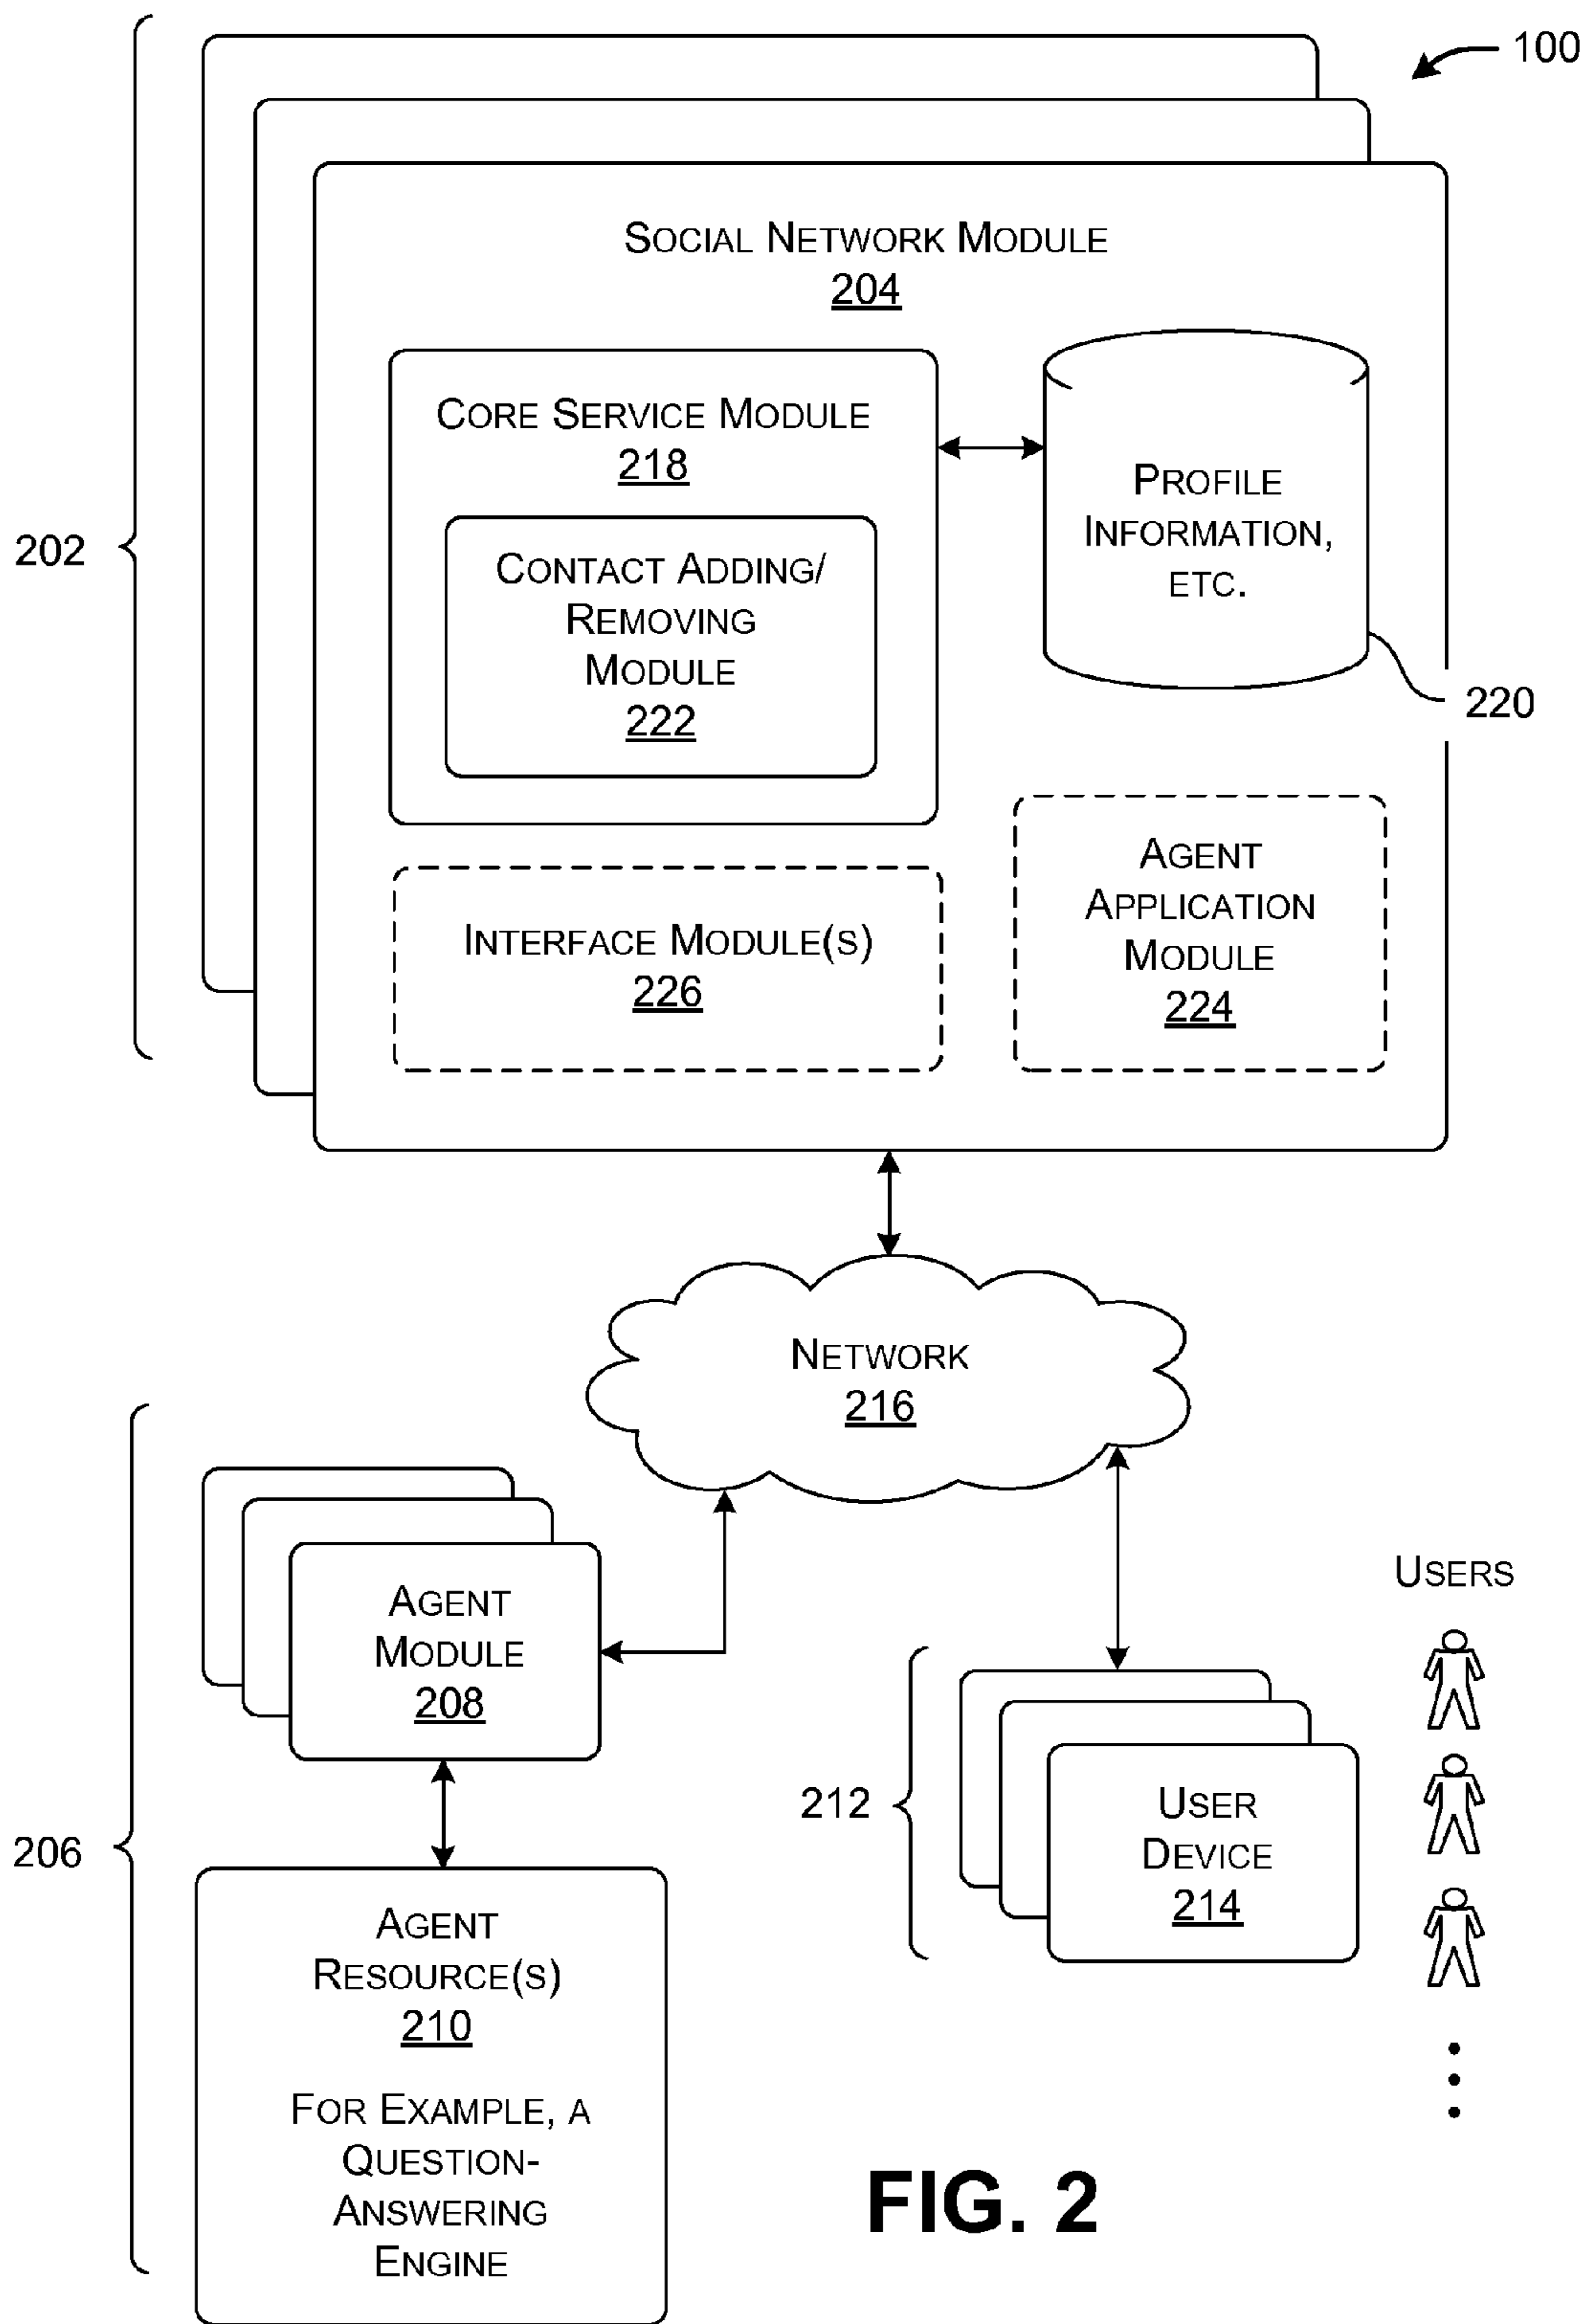 100
SOCIAL NETWORK MODULE
204
CORE SERVICE MODULE
218
PROFILE
INFORMATION,
ETC.
202
CONTACT ADDING/
REMOVING
MODULE
222
220
AGENT
APPLICATION
MODULE
224
INTERFACE MODULE(S)
226
NETWORK
216
AGENT
MODULE
208
USERS
212
USER
DEVICE
214
206
AGENT
RESOURCE(S)
210
FOR EXAMPLE, A
QUESTION-
ANSWERING
ENGINE
FIG. 2